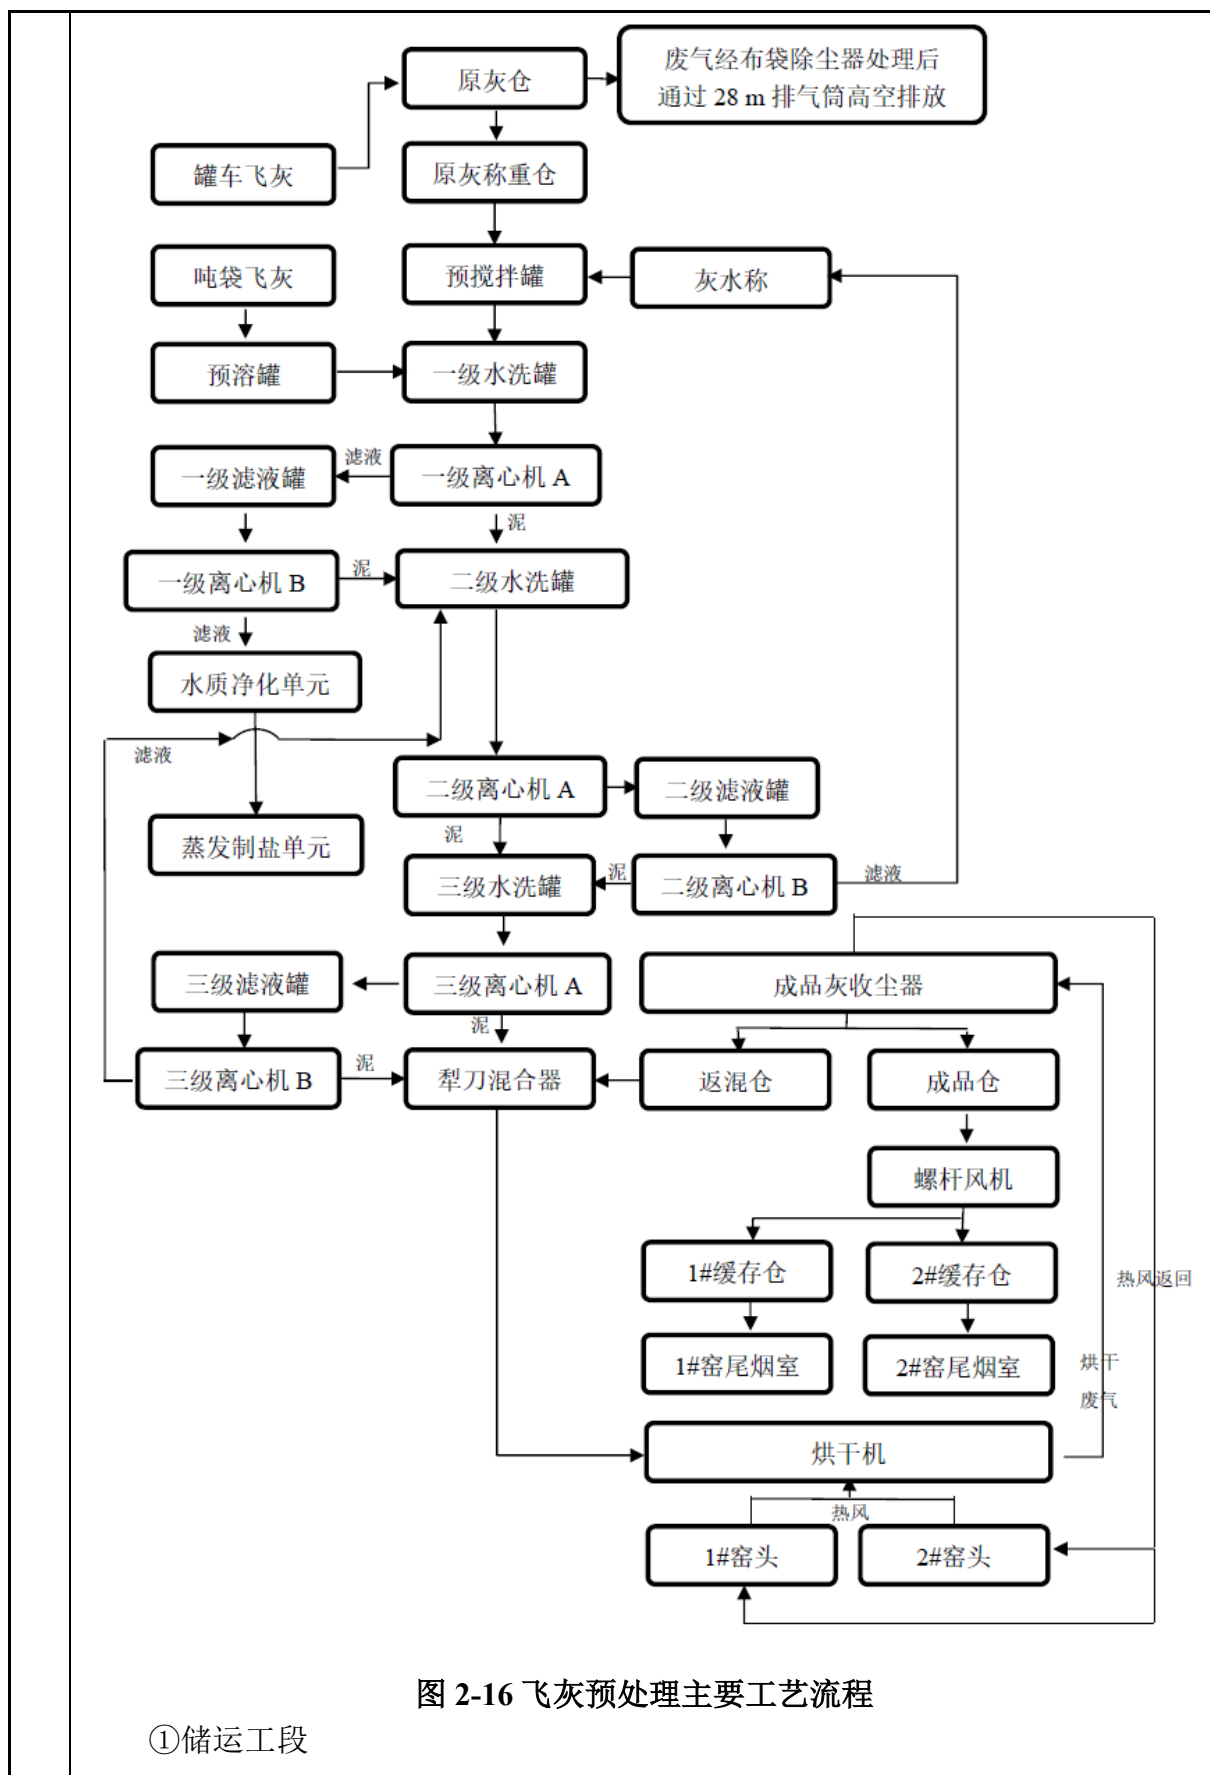 原灰仓
废气经布袋除尘器处理后
通过 28 m 排气筒高空排放
罐车飞灰
原灰称重仓
吨袋飞灰
预搅拌罐
灰水称
预溶罐
一级水洗罐
一级滤液罐
滤液
一级离心机 A
泥
一级离心机 B
泥
二级水洗罐
滤液
水质净化单元
滤液
二级离心机 A
二级滤液罐
蒸发制盐单元
泥
三级水洗罐
泥
二级离心机 B
滤液
三级滤液罐
三级离心机 A
成品灰收尘器
泥
三级离心机 B
泥
犁刀混合器
返混仓
成品仓
螺杆风机
1#缓存仓
2#缓存仓
热风返回
1#窑尾烟室
2#窑尾烟室
烘干
废气
烘干机
热风
1#窑头
2#窑头
图 2-16 飞灰预处理主要工艺流程
①储运工段